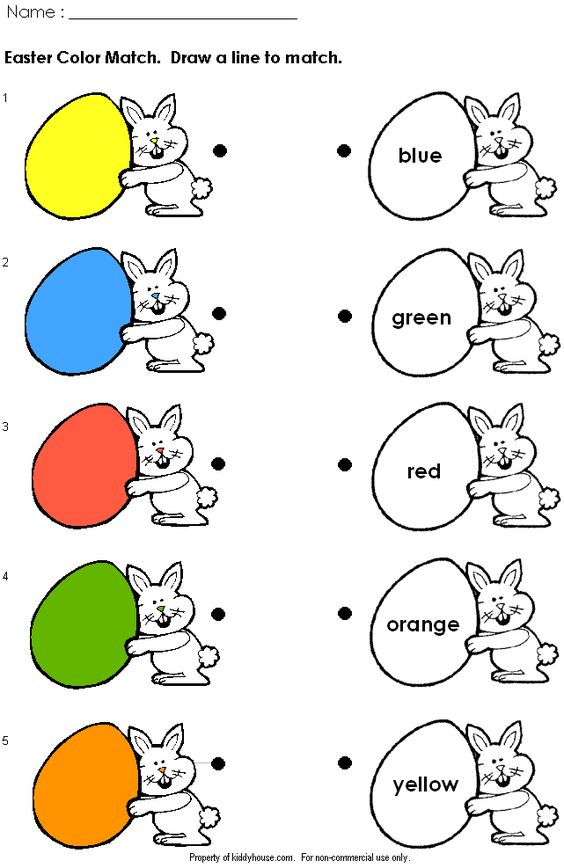 Name : ____________________
Easter Color Match. Draw a line to match.
1
blue
2
green
3
red
4
orange
5
yellow
Property of kiddyhouse.com. For non-commercial use only.